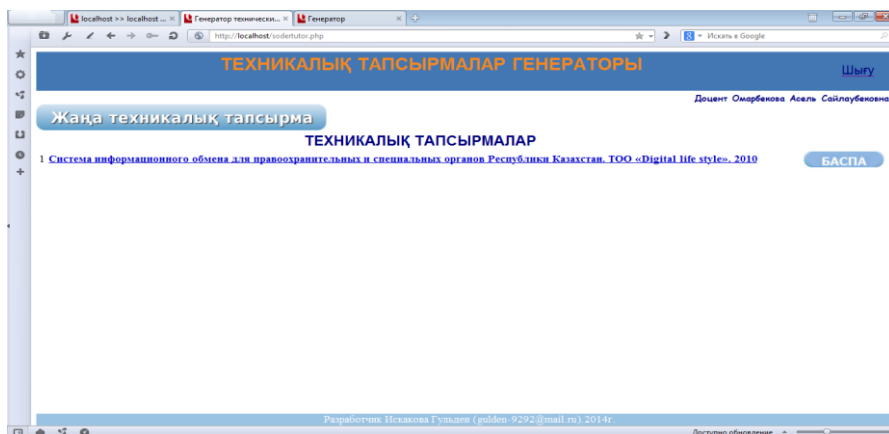 localhost >> localhost ... ×
Генератор технически... ×
Генератор ×
http://localhost/sodertutor.php
Искать в Google
ТЕХНИКАЛЫҚ ТАПСЫРМАЛАР ГЕНЕРАТОРЫ
Шығу
Доцент Омарбекова Асель Сайлаубековна
Жаңа техникалық тапсырма
ТЕХНИКАЛЫҚ ТАПСЫРМАЛАР
1 Система информационного обмена для правоохранительных и специальных органов Республики Казахстан. ТОО «Digital life style». 2010
БАСПА
Разработчик Искакова Гульден (gulden-9292@mail.ru) 2014г.
Доступно обновление